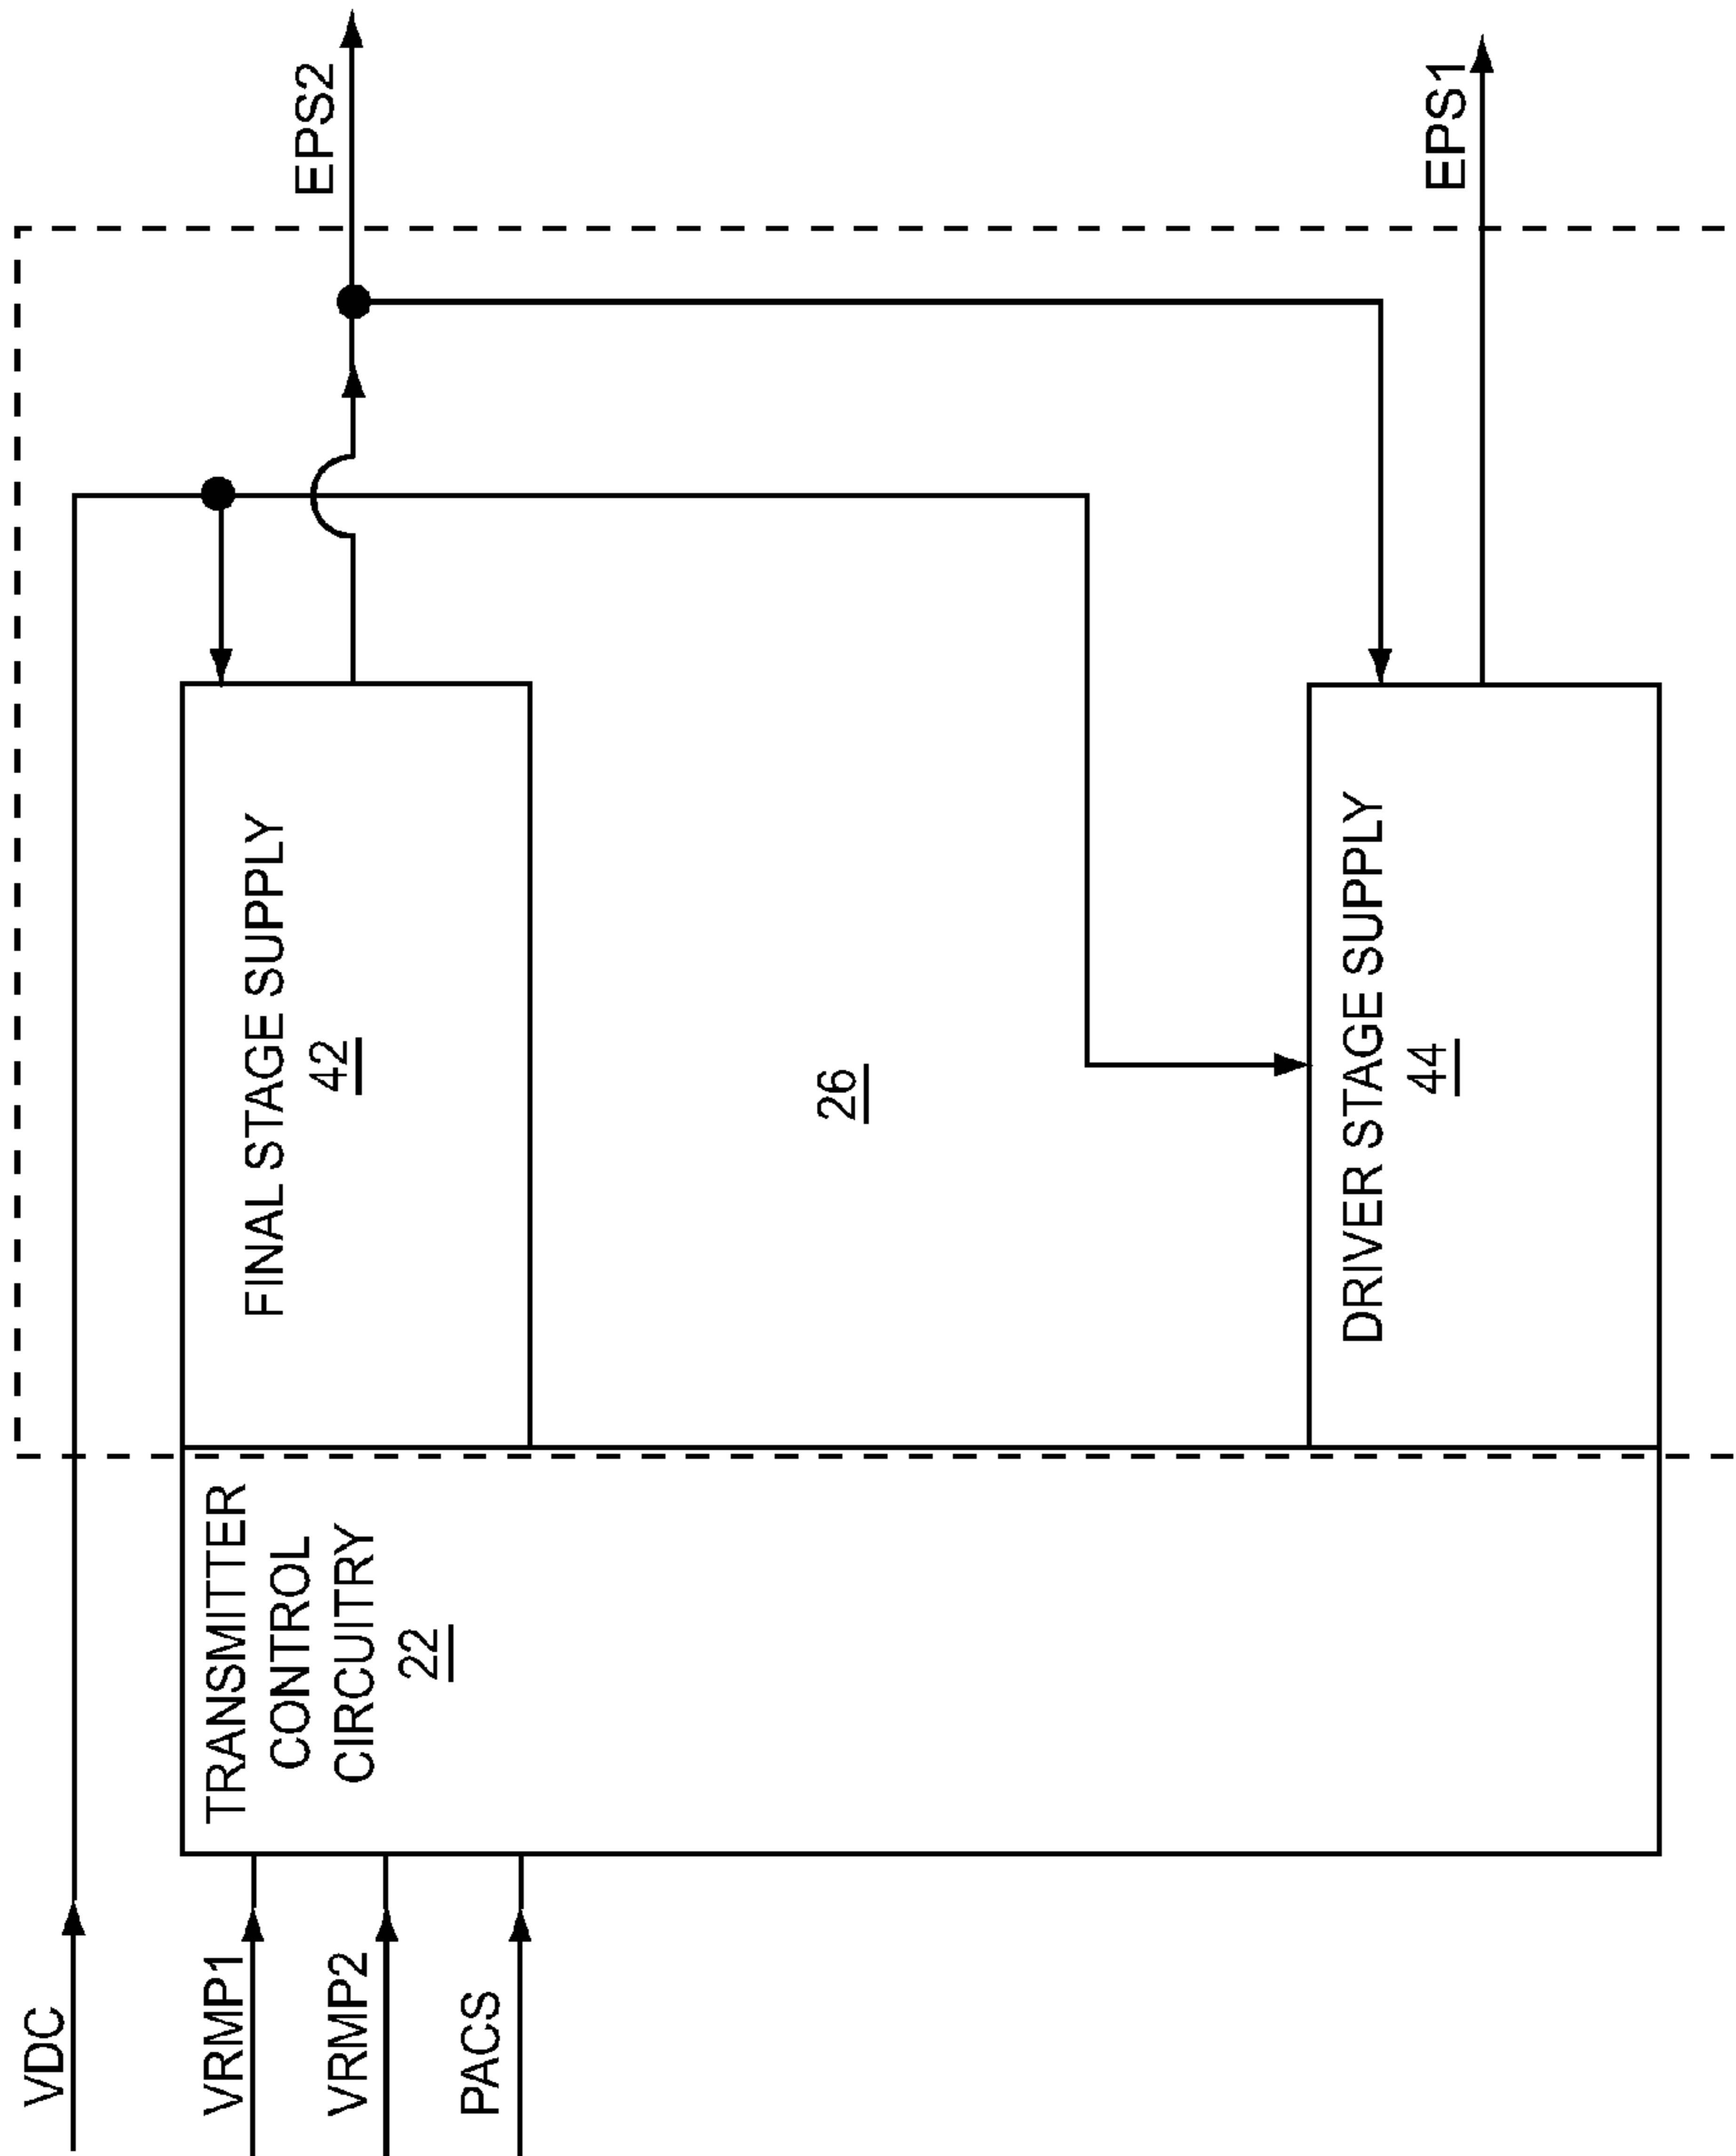 VDC
VRMP1
VRMP2
PACS
TRANSMITTER
CONTROL
CIRCUITRY
22
FINAL STAGE SUPPLY
42
26
DRIVER STAGE SUPPLY
44
EPS2
EPS1